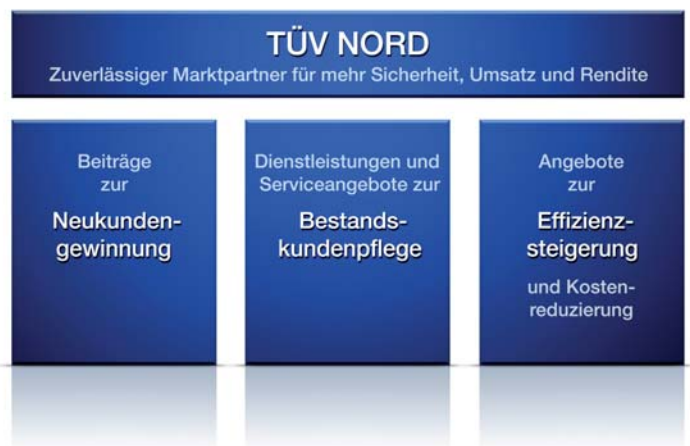 TÜV NORD
Zuverlässiger Marktpartner für mehr Sicherheit, Umsatz und Rendite
Beiträge
zur
Neukunden-
gewinnung
Dienstleistungen und
Serviceangebote zur
Bestands-
kundenpflege
Angebote
zur
Effizienz-
steigerung
und Kosten-
reduzierung